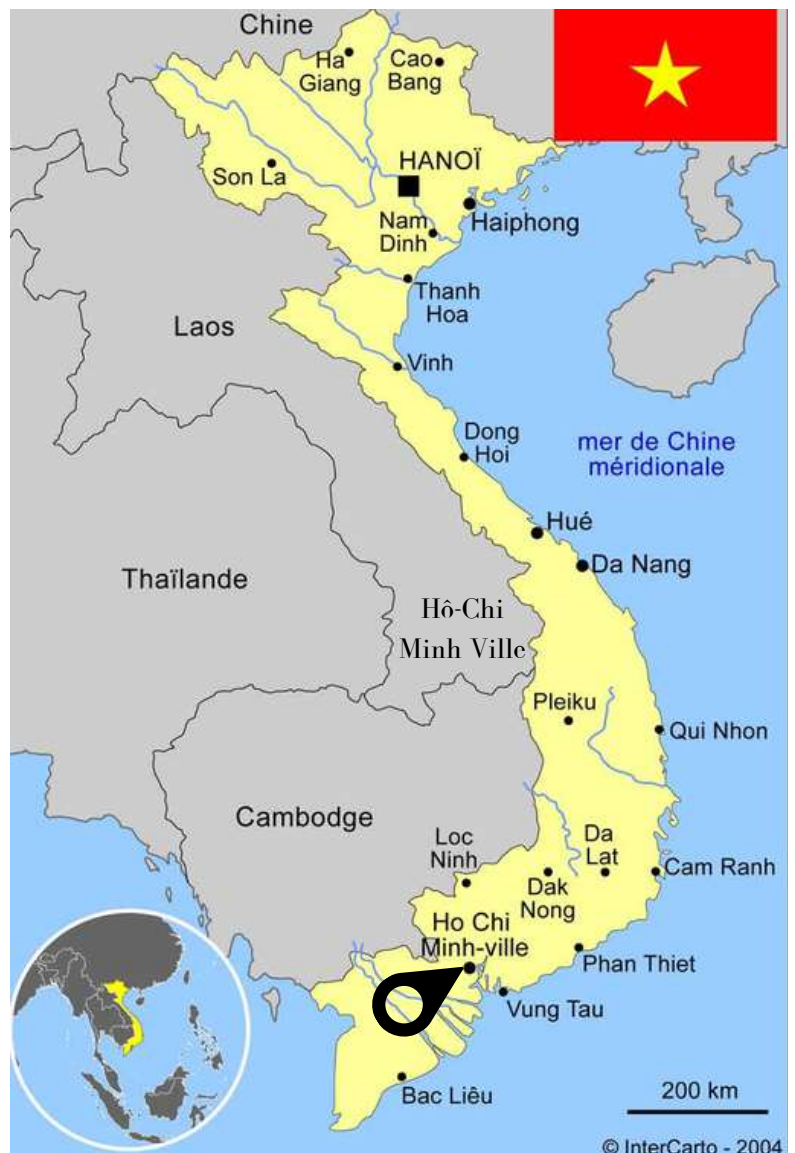 Chine
Ha
Giang
Cao
Bang
HANOÏ
Son La
Nam
Dinh
Haiphong
Thanh
Hoa
Laos
Vinh
Dong
Hoi
mer de Chine
méridionale
Hué
Da Nang
Thaïlande
Hô-Chi
Minh Ville
Pleiku
Qui Nhon
Cambodge
Loc
Ninh
Da
Lat
Cam Ranh
Dak
Nong
Ho Chi
Minh-ville
Phan Thiet
Vung Tau
Bac Liêu
200 km
© InterCarto - 2004